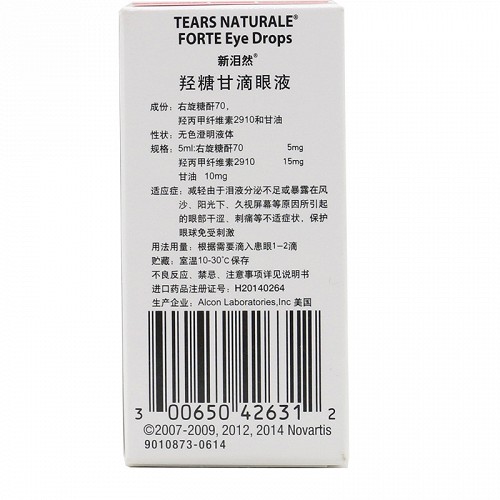 TEARS NATURALE®
FORTE Eye Drops
新泪然®
羟糖甘滴眼液
成份：右旋糖酐70，
羟丙甲纤维素2910和甘油
性状：无色澄明液体
规格：5ml:右旋糖酐70 5mg
羟丙甲纤维素2910 15mg
甘油 10mg
适应症：减轻由于泪液分泌不足或暴露在风
沙、阳光下、久视屏幕等原因所引起
的眼部干涩、刺痛等不适症状，保护
眼球免受刺激
用法用量：根据需要滴入患眼1-2滴
贮藏：室温10-30℃保存
不良反应、禁忌、注意事项详见说明书
进口药品注册证号：H20140264
生产企业：Alcon Laboratories,Inc 美国
3 00650 42631 2
©2007-2009, 2012, 2014 Novartis
9010873-0614